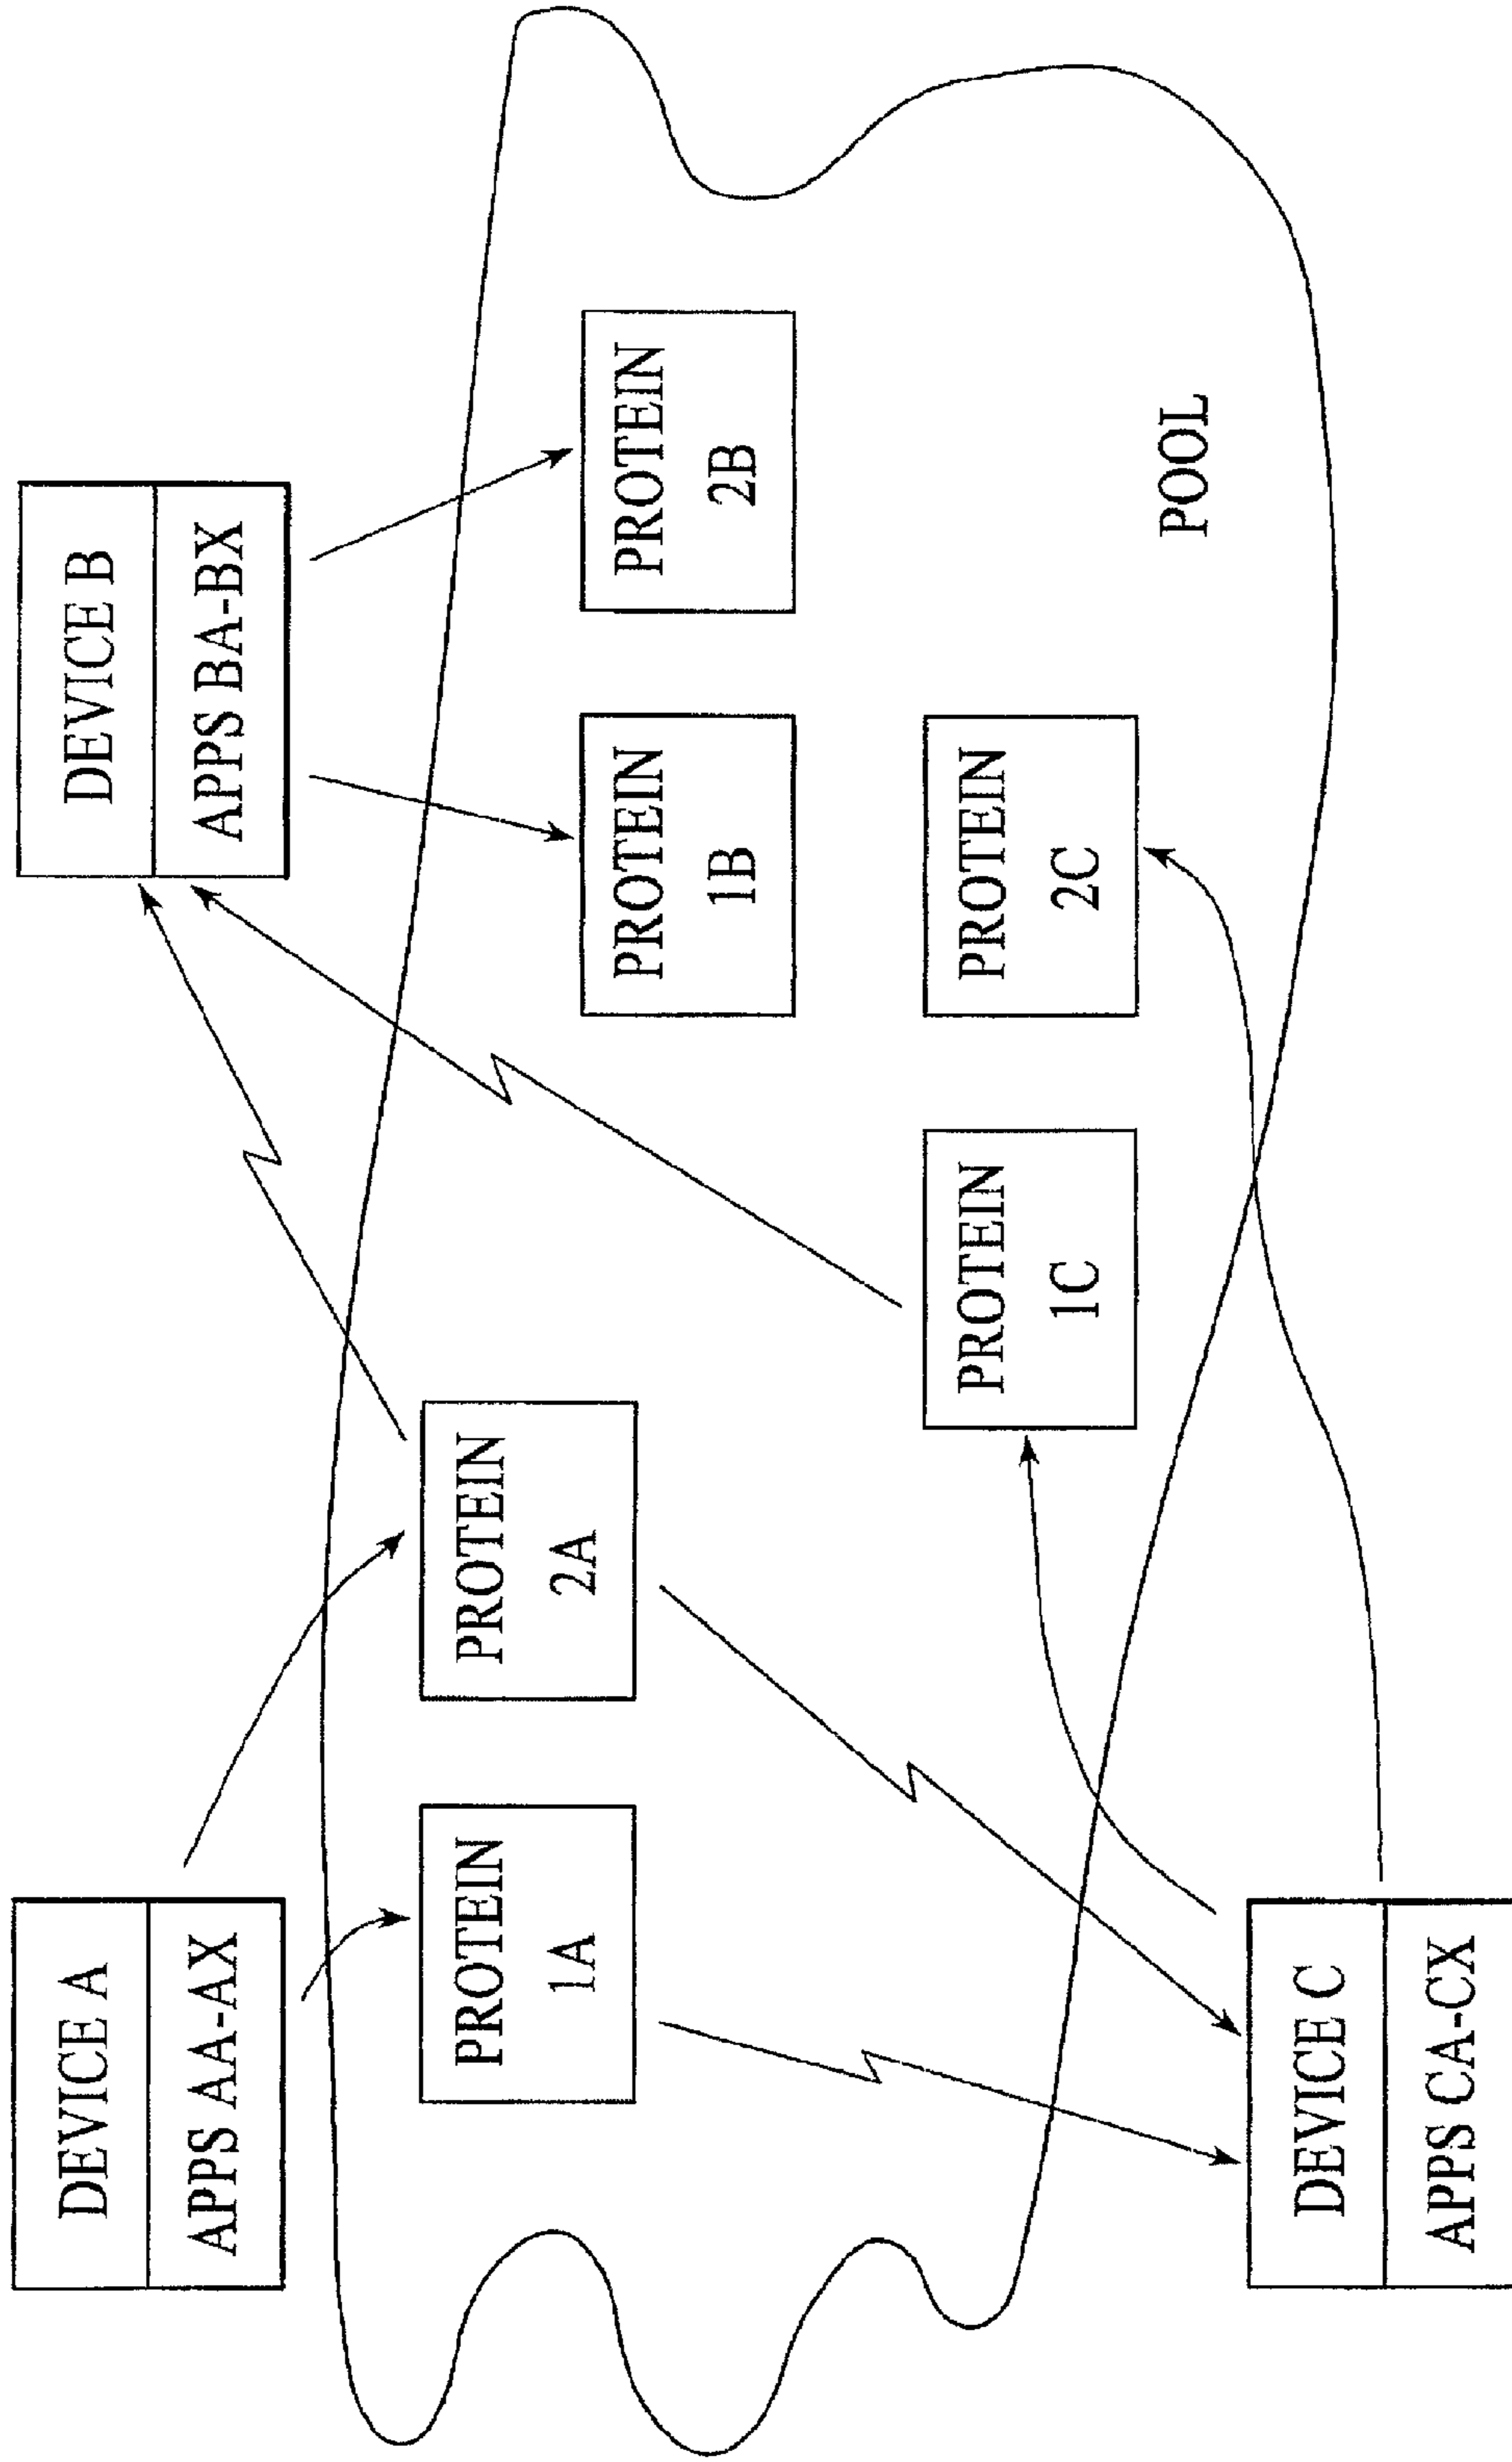 DEVICE A
APPS AA-AX
DEVICE B
APPS BA-BX
PROTEIN
1A
PROTEIN
2A
PROTEIN
1B
PROTEIN
2B
PROTEIN
1C
PROTEIN
2C
POOL
DEVICE C
APPS CA-CX